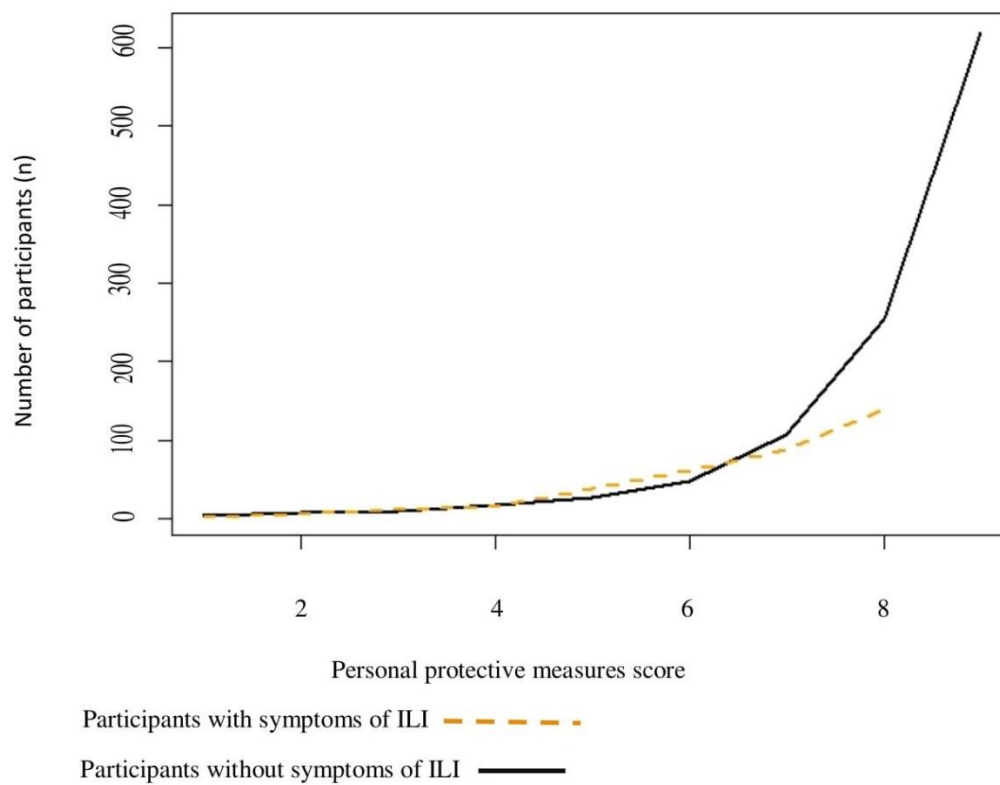 600
500
400
300
200
100
0
Number of participants (n)
2 4 6 8
Personal protective measures score
Participants with symptoms of ILI
Participants without symptoms of ILI